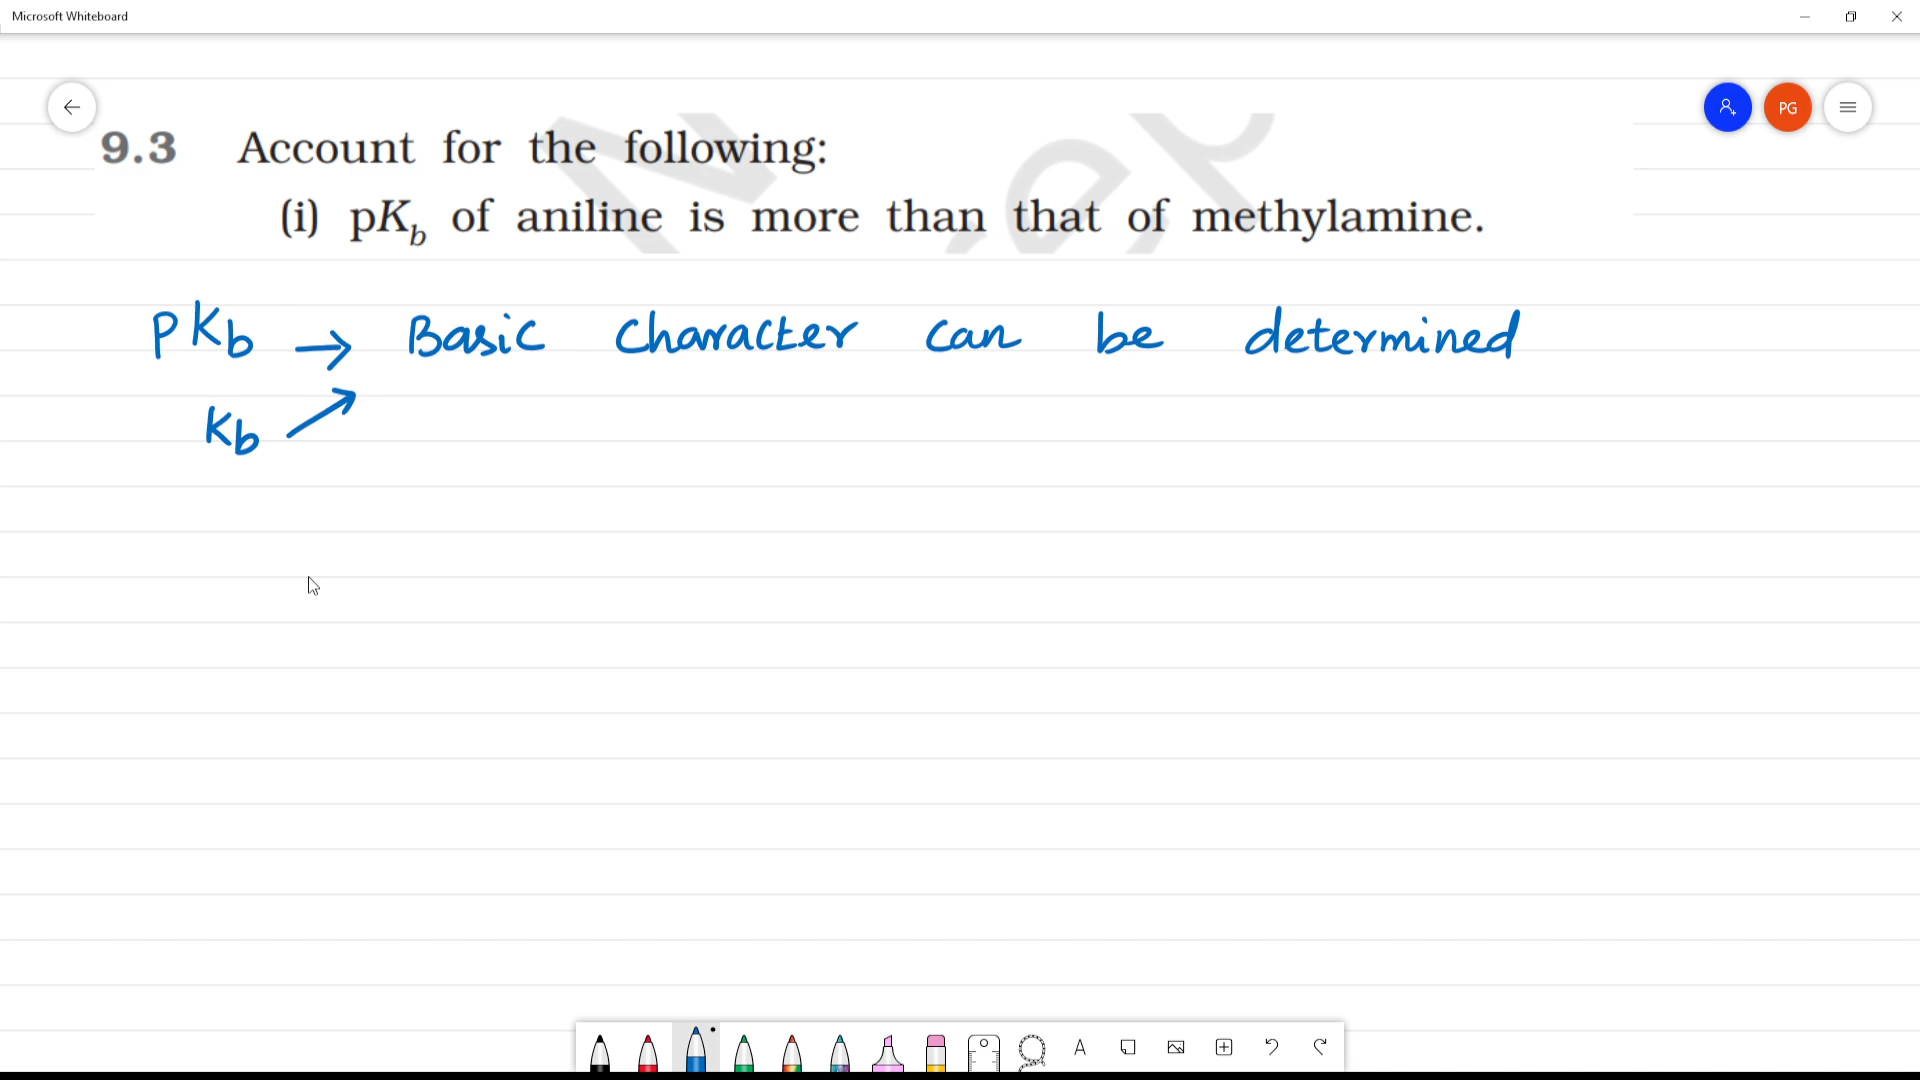 Microsoft Whiteboard
PG
9.3 Account for the following:
(i) pKb of aniline is more than that of methylamine.
PKb → Basic Character can be determined
Kb ↗
A